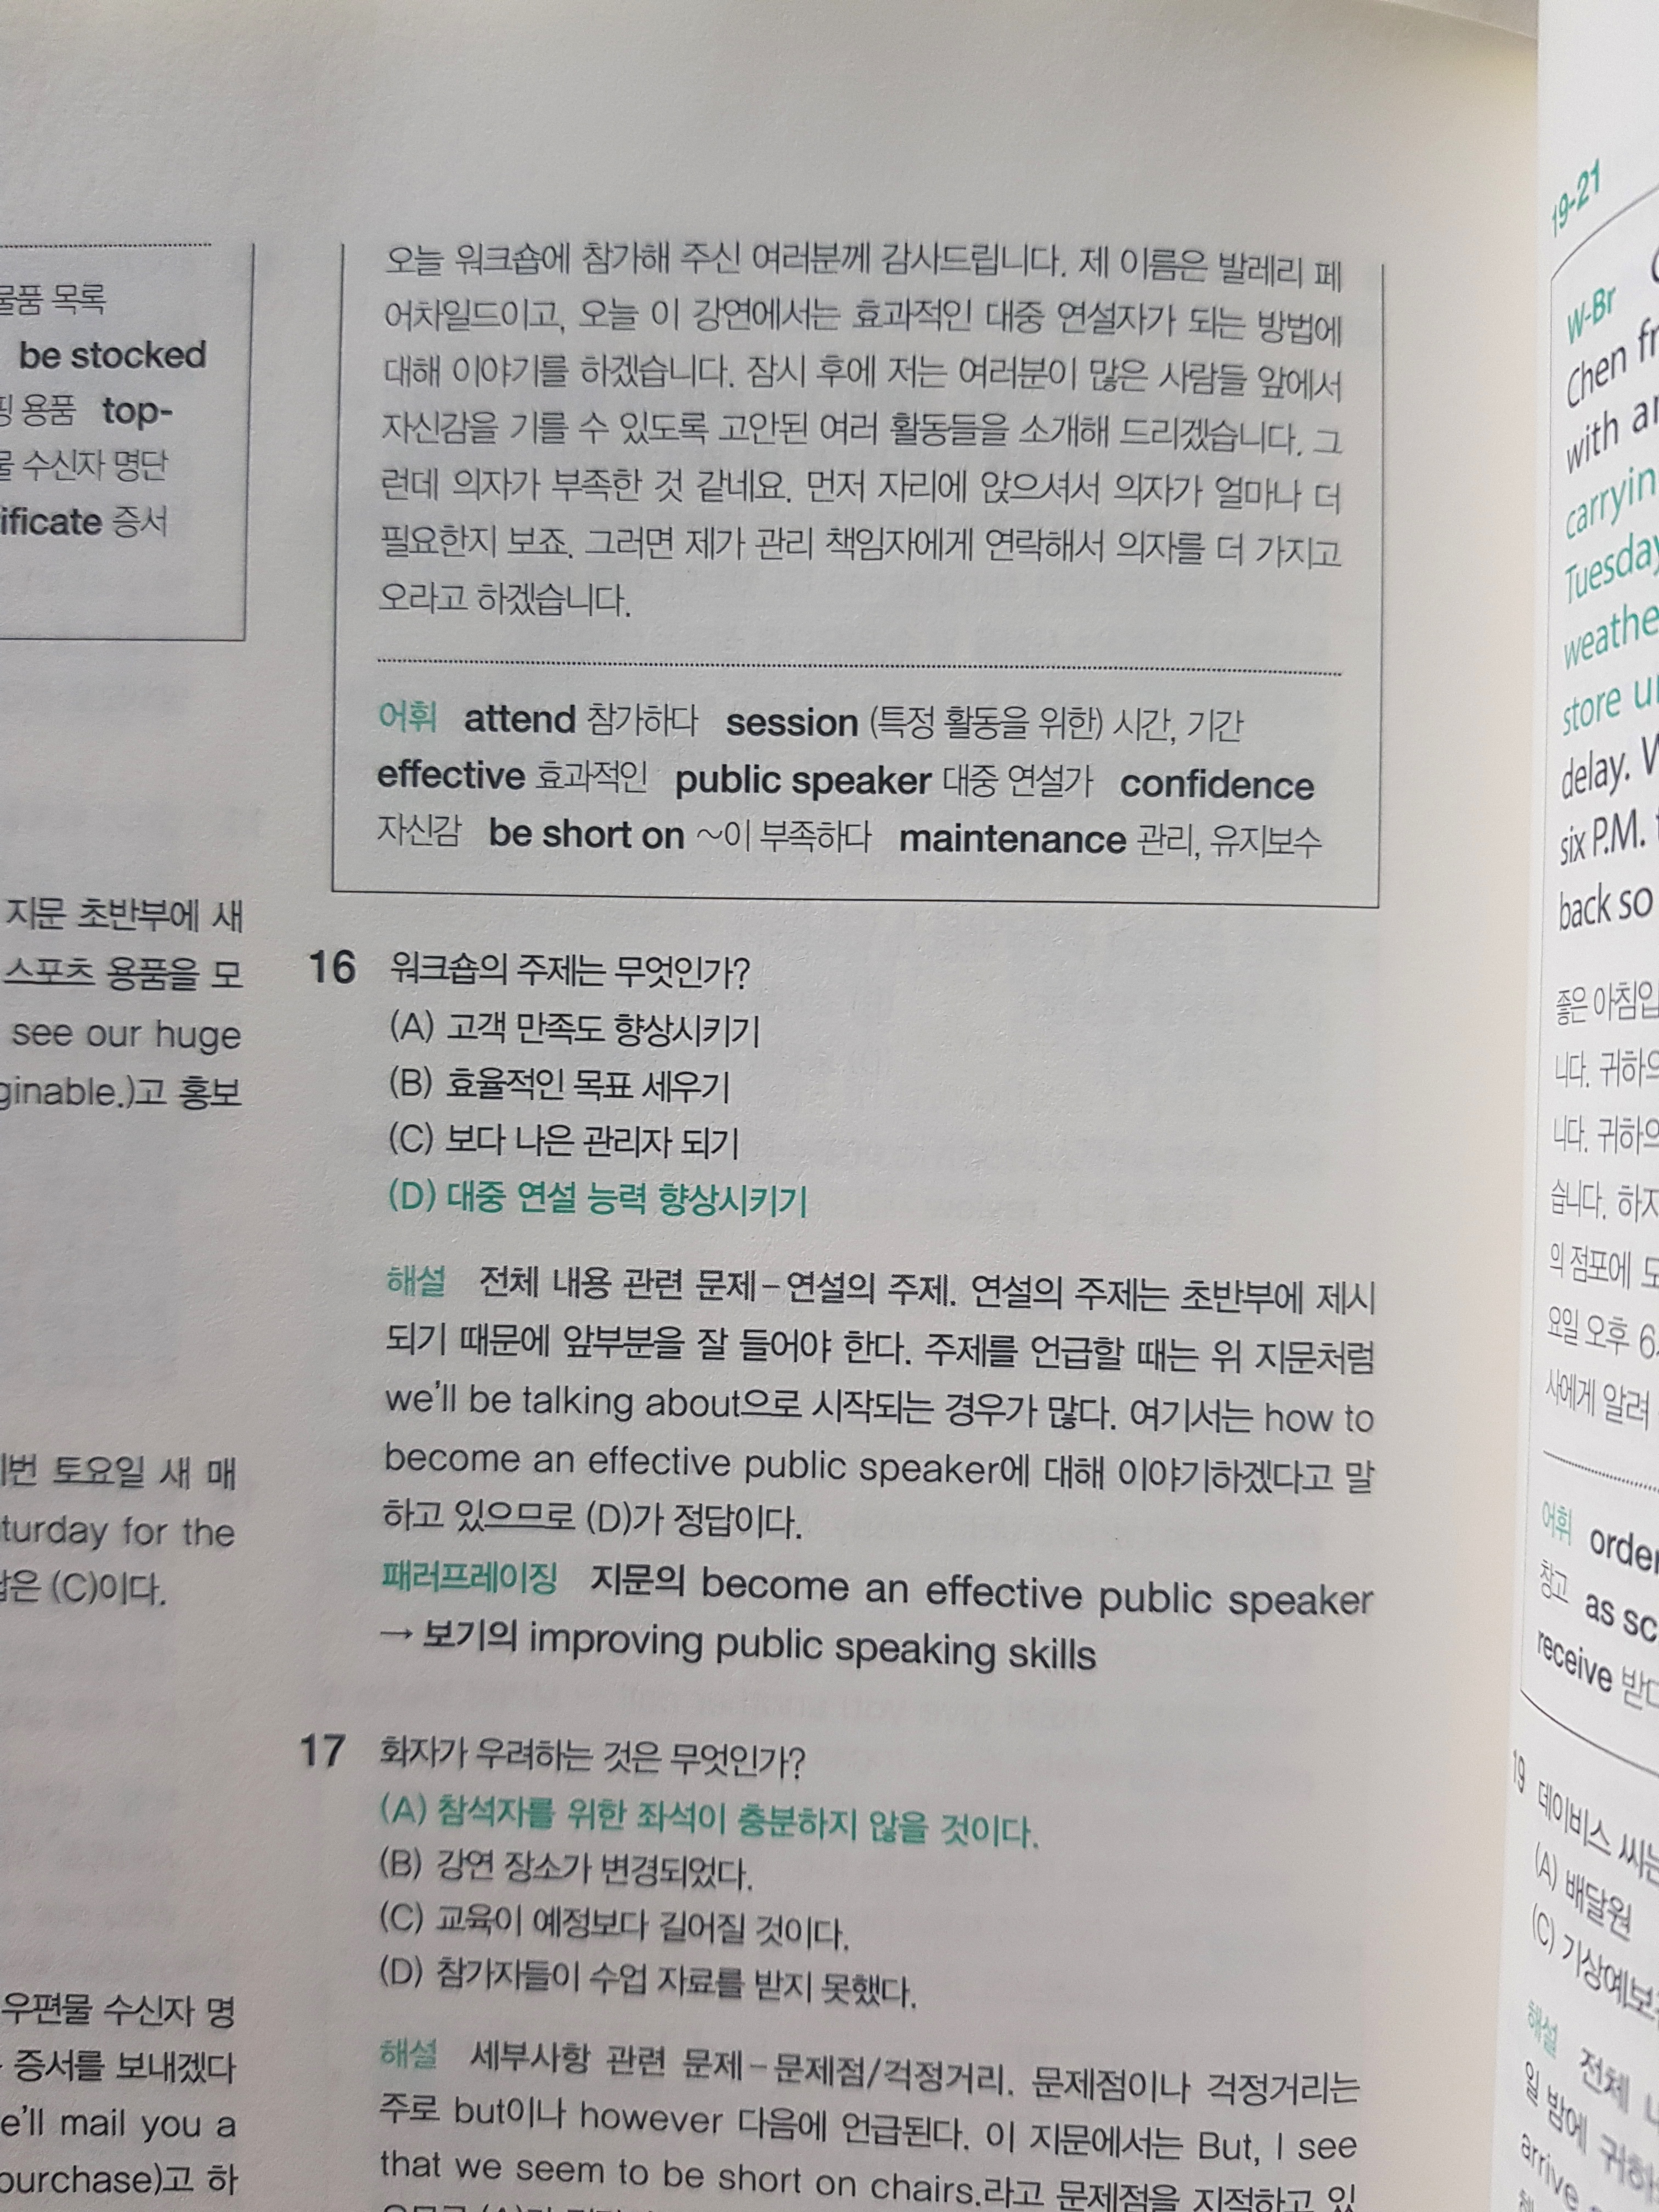 물품 목록
be stocked
용품 top-
수신자 명단
증서
지문 초반부에 새
스포츠 용품을 모
see our huge
홍보
토요일 새 매
for the
(C)이다.
우편물 수신자 명
증서를 보내겠다
mail you a
하
오늘 워크숍에 참가해 주신 여러분께 감사드립니다. 제 이름은 발레리 페
어차일드이고, 오늘 이 강연에서는 효과적인 대중 연설자가 되는 방법에
대해 이야기를 하겠습니다. 잠시 후에 저는 여러분이 많은 사람들 앞에서
자신감을 기를 수 있도록 고안된 여러 활동들을 소개해 드리겠습니다. 그
런데 의자가 부족한 것 같네요. 먼저 자리에 앉으셔서 의자가 얼마나 더
필요한지 보죠. 그러면 제가 관리 책임자에게 연락해서 의자를 더 가지고
오라고 하겠습니다.
어휘 attend 참가하다 session (특정 활동을 위한) 시간, 기간
effective 효과적인 public speaker 대중 연설가 confidence
자신감 be short on ~이 부족하다 maintenance 관리, 유지보수
16 워크숍의 주제는 무엇인가?
(A) 고객 만족도 향상시키기
(B) 효율적인 목표 세우기
(C) 보다 나은 관리자 되기
(D) 대중 연설 능력 향상시키기
해설 전체 내용 관련 문제 – 연설의 주제. 연설의 주제는 초반부에 제시
되기 때문에 앞부분을 잘 들어야 한다. 주제를 언급할 때는 위 지문처럼
we'll be talking about으로 시작되는 경우가 많다. 여기서는 how to
become an effective public speaker에 대해 이야기하겠다고 말
하고 있으므로 (D)가 정답이다.
패러프레이징 지문의 become an effective public speaker
→ 보기의 improving public speaking skills
17 화자가 우려하는 것은 무엇인가?
(A) 참석자를 위한 좌석이 충분하지 않을 것이다.
(B) 강연 장소가 변경되었다.
(C) 교육이 예정보다 길어질 것이다.
(D) 참가자들이 수업 자료를 받지 못했다.
해설 세부사항 관련 문제 – 문제점/걱정거리. 문제점이나 걱정거리는
주로 but이나 however 다음에 언급된다. 이 지문에서는 But, I see
that we seem to be short on chairs.라고 문제점을 지적하고 있
19-21
W-Br
Chen
with
Tuesday
store
delay.
six P.M.
back so
좋은
니다. 귀하의
니다. 귀하의
습니다.
의 점포에
요일 오후
사에게 알려
어휘 order
창고 as
receive
19 데이비스 씨는
(A) 배달원
(C)
해설 전체
일 밤에
arrive